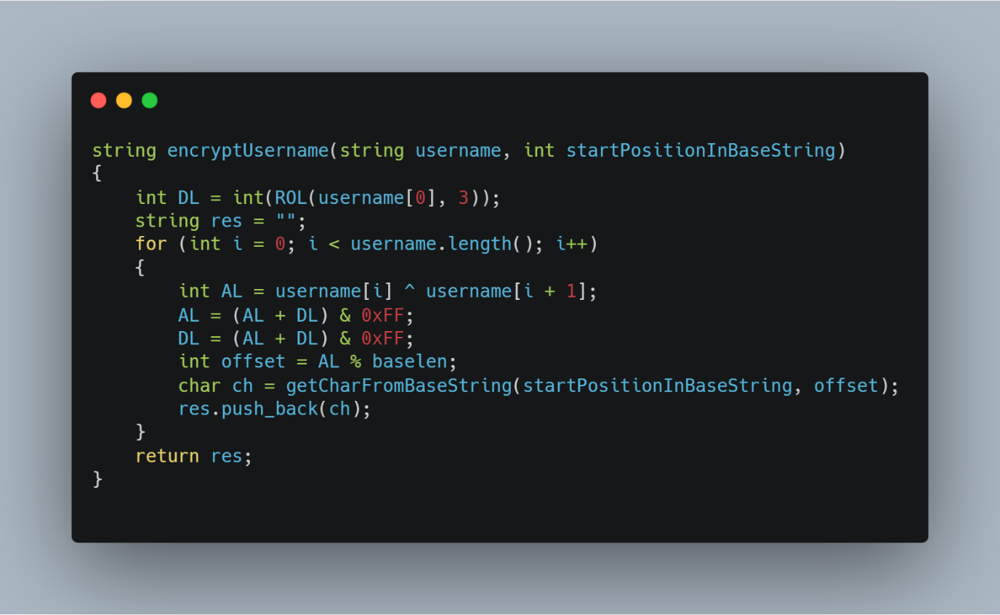 string encryptUsername(string username, int startPositionInBaseString)
{
    int DL = int(ROL(username[0], 3));
    string res = "";
    for (int i = 0; i < username.length(); i++)
    {
        int AL = username[i] ^ username[i + 1];
        AL = (AL + DL) & 0xFF;
        DL = (AL + DL) & 0xFF;
        int offset = AL % baselen;
        char ch = getCharFromBaseString(startPositionInBaseString, offset);
        res.push_back(ch);
    }
    return res;
}